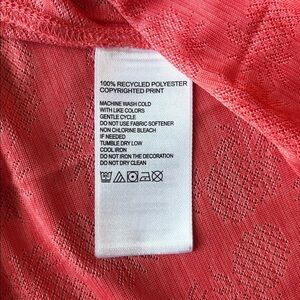 100% RECYCLED POLYESTER
COPYRIGHTED PRINT
MACHINE WASH COLD
WITH LIKE COLORS
GENTLE CYCLE
DO NOT USE FABRIC SOFTENER
NON CHLORINE BLEACH
IF NEEDED
TUMBLE DRY LOW
COOL IRON
DO NOT IRON THE DECORATION
DO NOT DRY CLEAN